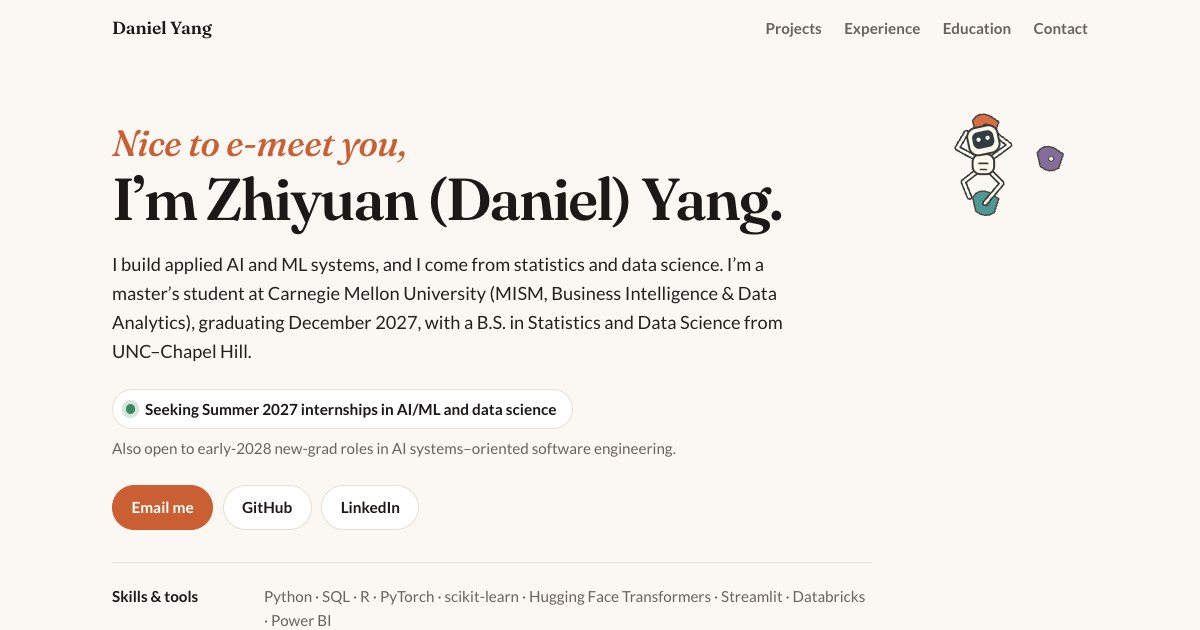 Daniel Yang
Projects Experience Education Contact
Nice to e-meet you,
I’m Zhiyuan (Daniel) Yang.
I build applied AI and ML systems, and I come from statistics and data science. I’m a
master’s student at Carnegie Mellon University (MISM, Business Intelligence & Data
Analytics), graduating December 2027, with a B.S. in Statistics and Data Science from
UNC–Chapel Hill.
Seeking Summer 2027 internships in AI/ML and data science
Also open to early-2028 new-grad roles in AI systems–oriented software engineering.
Email me GitHub LinkedIn
Skills & tools Python · SQL · R · PyTorch · scikit-learn · Hugging Face Transformers · Streamlit · Databricks
· Power BI